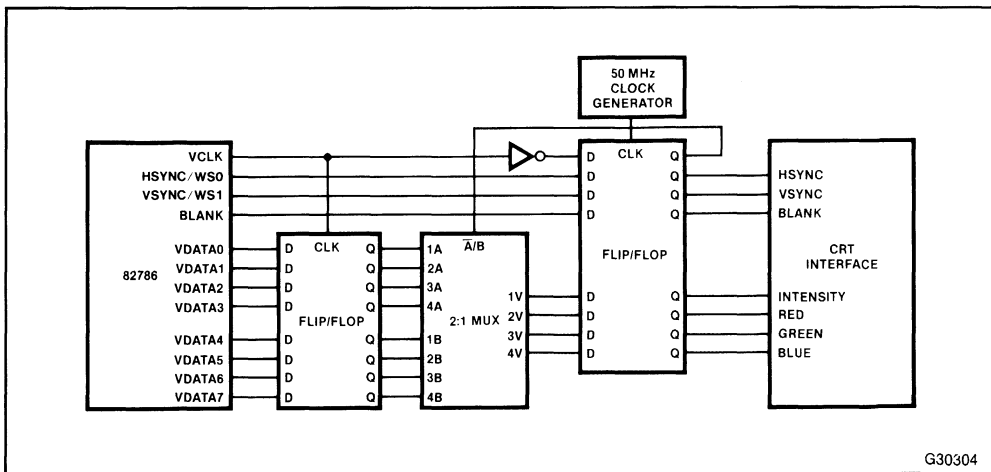 50 MHz
CLOCK
GENERATOR
VCLK
HSYNC/WS0
VSYNC/WS1
BLANK
VDATA0
VDATA1
VDATA2
VDATA3
VDATA4
VDATA5
VDATA6
VDATA7
82786
CLK
D Q
D Q
D Q
D Q
FLIP/FLOP
D Q
D Q
D Q
D Q
A̅/B
1A
2A
3A
4A
1B
2B
3B
4B
2:1 MUX
1V
2V
3V
4V
D CLK Q
D Q
D Q
D Q
FLIP/FLOP
D Q
D Q
D Q
D Q
HSYNC
VSYNC
BLANK
CRT
INTERFACE
INTENSITY
RED
GREEN
BLUE
G30304